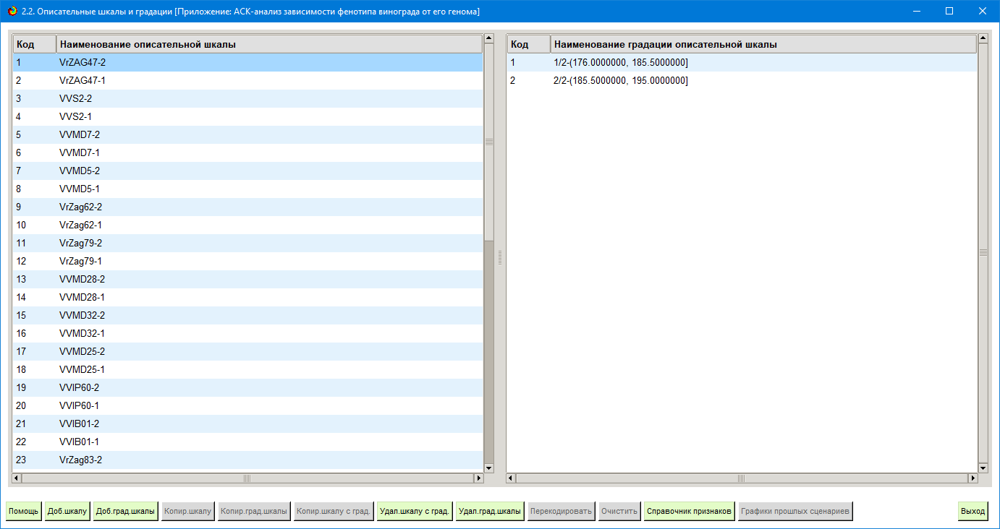 2.2. Описательные шкалы и градации [Приложение: АСК-анализ зависимости фенотипа винограда от его генома]
Код Наименование описательной шкалы
1 VrZAG47-2
2 VrZAG47-1
3 VVS2-2
4 VVS2-1
5 VVMD7-2
6 VVMD7-1
7 VVMD5-2
8 VVMD5-1
9 VrZag62-2
10 VrZag62-1
11 VrZag79-2
12 VrZag79-1
13 VVMD28-2
14 VVMD28-1
15 VVMD32-2
16 VVMD32-1
17 VVMD25-2
18 VVMD25-1
19 VVIP60-2
20 VVIP60-1
21 VVIB01-2
22 VVIB01-1
23 VrZag83-2
Код Наименование градации описательной шкалы
1 1/2-(176.0000000, 185.5000000]
2 2/2-(185.5000000, 195.0000000]
Помощь Доб.шкалу Доб.град.шкалы Копир.шкалу Копир.град.шкалы Копир.шкалу с град. Удал.шкалу с град. Удал.град.шкалы Перекодировать Очистить Справочник признаков Графики прошлых сценариев Выход